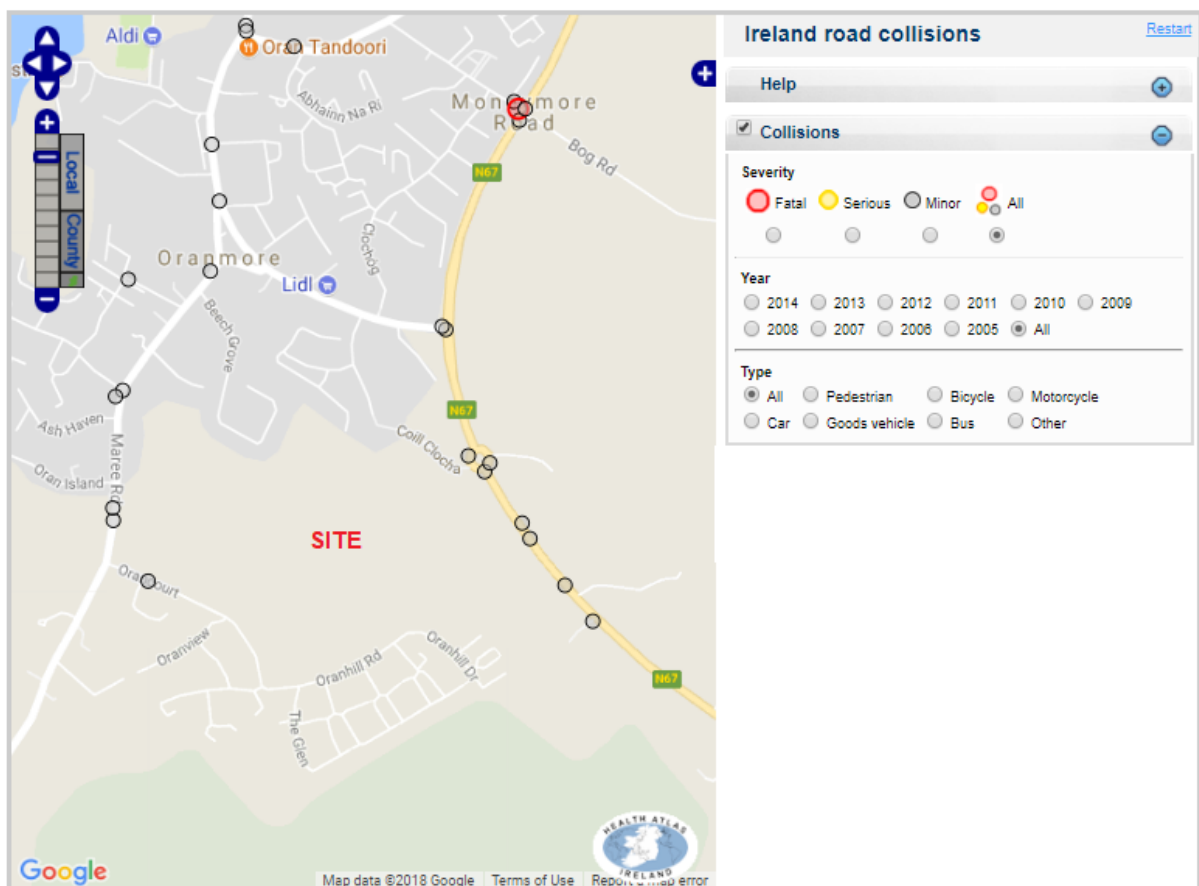 Aldi
Oran Tandoori
Abhainn Na Ri
Road
Bog Rd
N67
Local
County
Clochóg
Oranmore
Lidl
Beech Grove
N67
Ash Haven
Coill Clocha
Oran Island
Maree Rd
SITE
Orancourt
Oranview
Oranhill Rd
Oranhill Dr
N67
The Glen
HEALTH ATLAS
IRELAND
Google
Map data ©2018 Google Terms of Use Report a map error
Ireland road collisions Restart
Help
Collisions
Severity
Fatal Serious Minor All
Year
2014 2013 2012 2011 2010 2009
2008 2007 2006 2005 All
Type
All Pedestrian Bicycle Motorcycle
Car Goods vehicle Bus Other